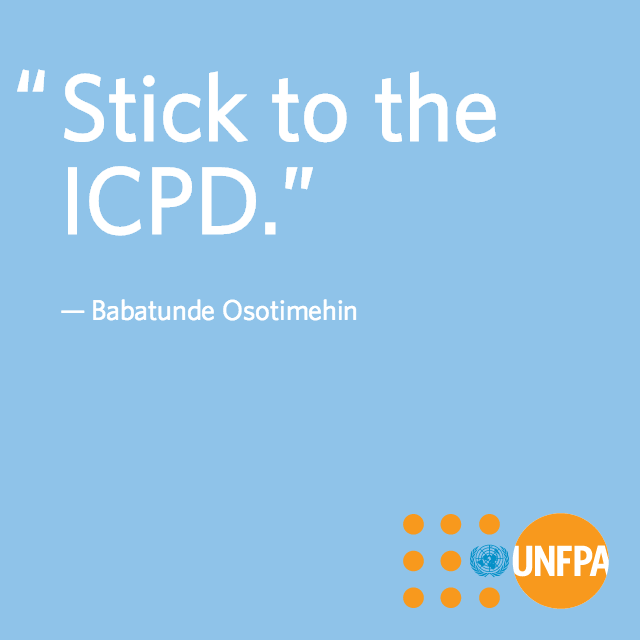 “Stick to the
ICPD.”
— Babatunde Osotimehin
UNFPA